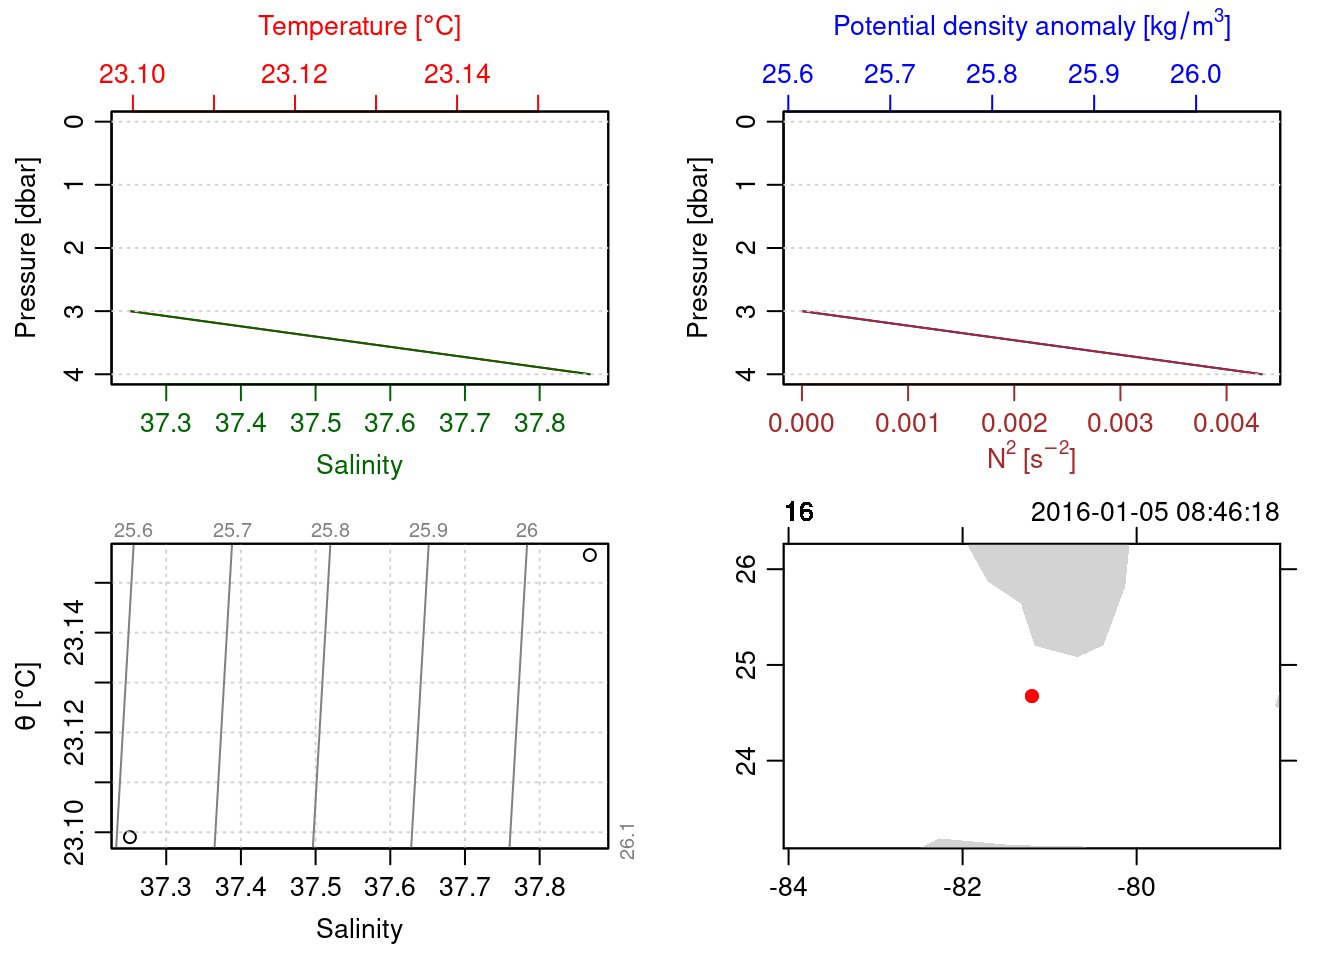 Temperature [°C]
23.10 23.12 23.14
0
1
2
3
4
Pressure [dbar]
37.3 37.4 37.5 37.6 37.7 37.8
Salinity
Potential density anomaly [kg/m³]
25.6 25.7 25.8 25.9 26.0
0
1
2
3
4
Pressure [dbar]
0.000 0.001 0.002 0.003 0.004
N² [s⁻²]
25.6 25.7 25.8 25.9 26
23.14
23.12
23.10
θ [°C]
26.1
37.3 37.4 37.5 37.6 37.7 37.8
Salinity
16 2016-01-05 08:46:18
26
25
24
-84 -82 -80